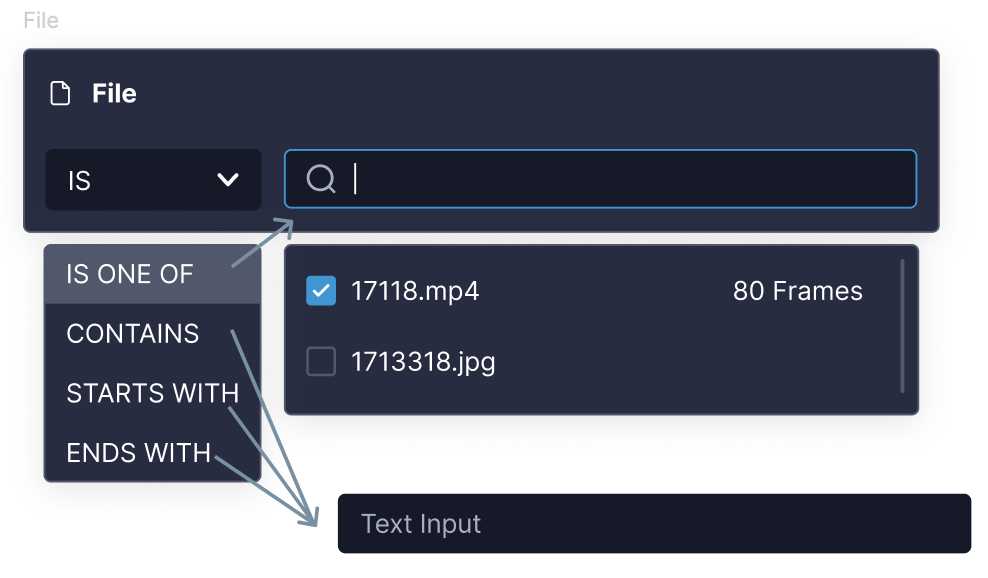 File
File
IS
IS ONE OF
CONTAINS
STARTS WITH
ENDS WITH
17118.mp4 80 Frames
1713318.jpg
Text Input